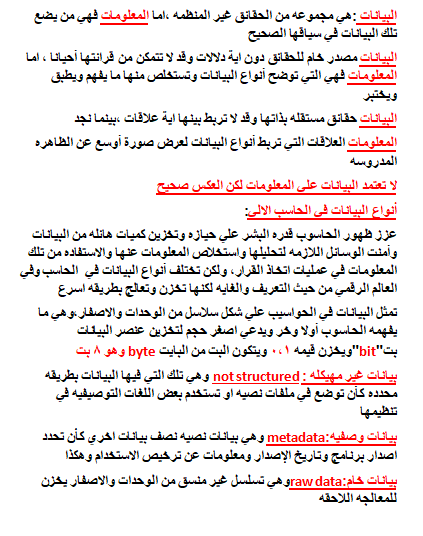 البيانات :هي مجموعه من الحقائق غير المنظمه ،اما المعلومات فهي من يضع
تلك البيانات في سياقها الصحيح
البيانات مصدر خام للحقائق دون اية دلالات وقد لا تتمكن من قرائتها أحيانا ، اما
المعلومات فهي التي توضح أنواع البيانات وتستخلص منها ما يفهم ويطبق
ويختبر
البيانات حقائق مستقله بذاتها وقد لا تربط بينها اية علاقات ،بينما نجد
المعلومات العلاقات التي تربط أنواع البيانات لعرض صورة أوسع عن الظاهره
المدروسه
لا تعتمد البيانات علي المعلومات لكن العكس صحيح
أنواع البيانات في الحاسب الالي:
عزز ظهور الحاسوب قدره البشر علي حيازه وتخزين كميات هائله من البيانات
وأمنت الوسائل اللازمه لتحليلها واستخلاص المعلومات عنها والاستفاده من تلك
المعلومات في عمليات اتخاذ القرار، ولكن تختلف أنواع البيانات في الحاسب وفي
العالم الرقمي من حيث التعريف والغايه لكنها تخزن وتعالج بطريقه اسرع
تمثل البيانات في الحواسيب علي شكل سلاسل من الوحدات والاصفار،وهي ما
يفهمه الحاسوب أولا وخر ويدعي اصغر حجم لتخزين عنصر البيانات
بت"bit"ويخزن قيمه ٠،١ ويتكون البت من البايت byte وهو ٨ بت
بيانات غير مهيكله : not structured وهي تلك التي فيها البيانات بطريقه
محدده كأن توضع في ملفات نصيه او تستخدم بعض اللغات التوصيفيه في
تنظيمها
بيانات وصفيه:metadata وهي بيانات نصيه نصف بيانات اخري كأن تحدد
اصدار برنامج وتاريخ الإصدار ومعلومات عن ترخيص الاستخدام وهكذا
بيانات خام:raw dataوهي تسلسل غير منسق من الوحدات والاصفار يخزن
للمعالجه اللاحقه